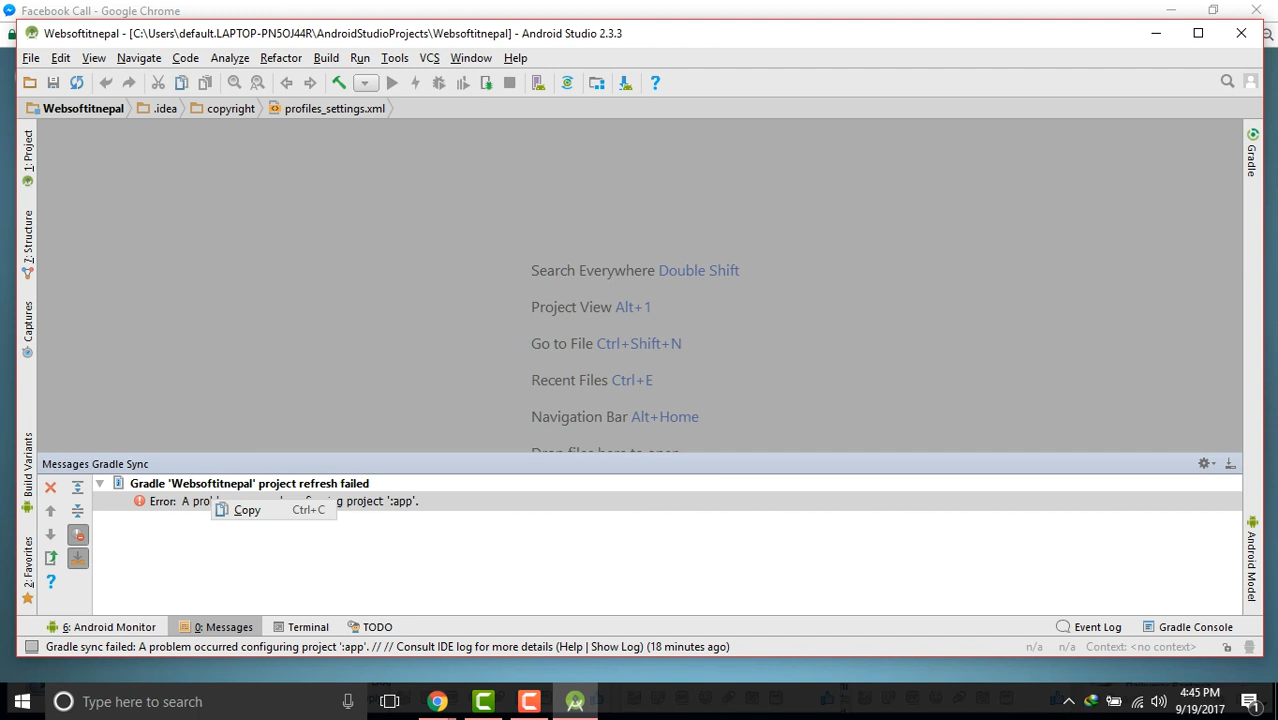 Facebook Call - Google Chrome
Websoftitnepal - [C:\Users\default.LAPTOP-PN5OJ44R\AndroidStudioProjects\Websoftitnepal] - Android Studio 2.3.3
File Edit View Navigate Code Analyze Refactor Build Run Tools VCS Window Help
Websoftitnepal .idea copyright profiles_settings.xml
1: Project
7: Structure
Captures
Build Variants
2: Favorites
Gradle
Android Model
Search Everywhere Double Shift
Project View Alt+1
Go to File Ctrl+Shift+N
Recent Files Ctrl+E
Navigation Bar Alt+Home
Drop files here to open
Messages Gradle Sync
Gradle 'Websoftitnepal' project refresh failed
Error: A project ':app'.
Copy Ctrl+C
6: Android Monitor 0: Messages Terminal TODO Event Log Gradle Console
Gradle sync failed: A problem occurred configuring project ':app'. // // Consult IDE log for more details (Help | Show Log) (18 minutes ago) n/a n/a Context: <no context>
Type here to search
4:45 PM
9/19/2017
1